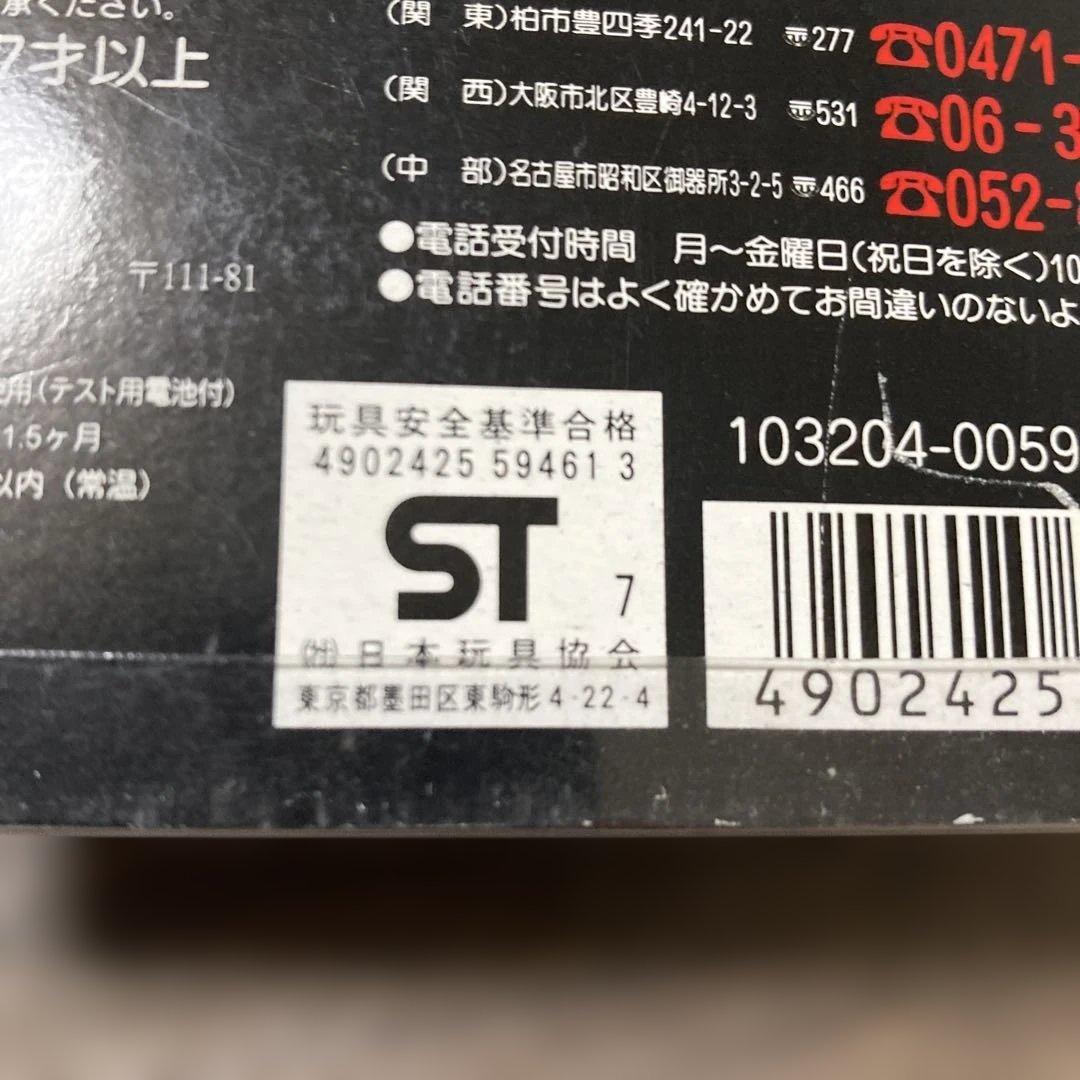 承ください。
7才以上
(関 東)柏市豊四季241-22 〠277 ☎0471-
(関 西)大阪市北区豊崎4-12-3 〠531 ☎06-3
(中 部)名古屋市昭和区御器所3-2-5 〠466 ☎052-
●電話受付時間 月〜金曜日(祝日を除く)10
●電話番号はよく確かめてお間違いのないよ
4 〒111-81
使用(テスト用電池付)
1.5ヶ月
以内(常温)
玩具安全基準合格
4902425 59461 3
ST 7
(社)日本玩具協会
東京都墨田区東駒形4-22-4
103204-0059
4902425